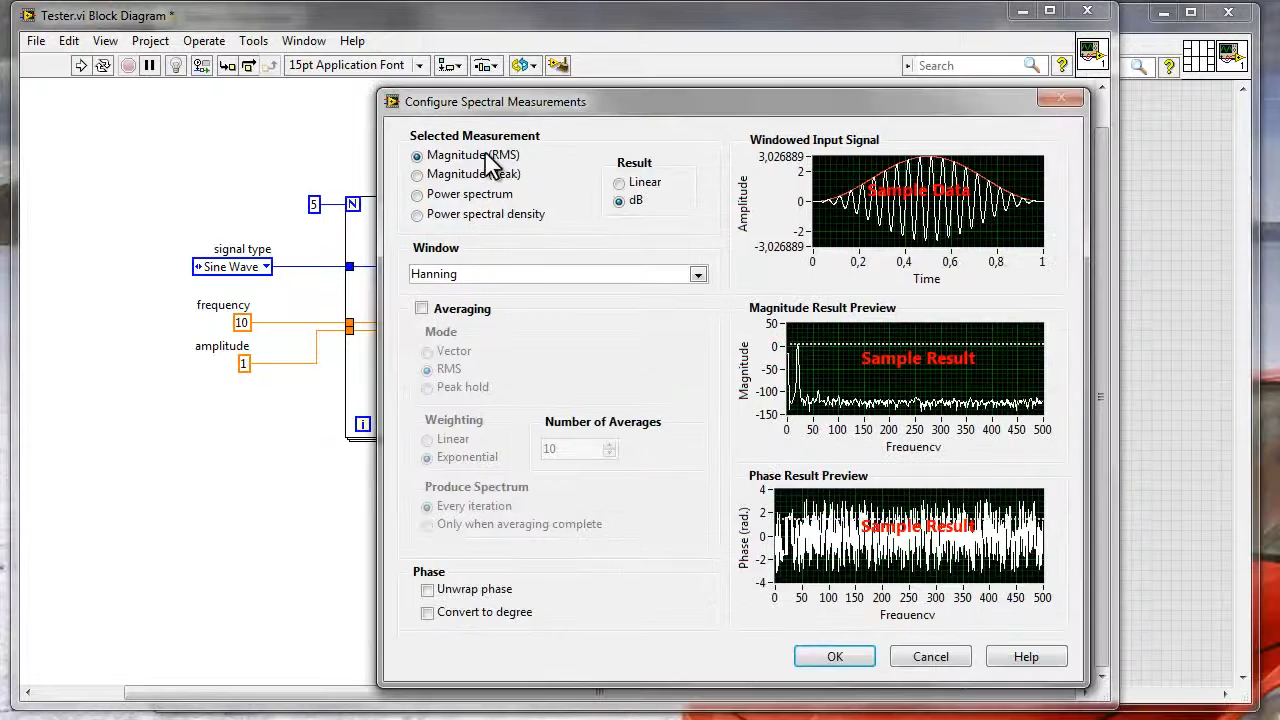 Tester.vi Block Diagram *
File Edit View Project Operate Tools Window Help
15pt Application Font
Search
?
?
1
1
5
N
signal type
Sine Wave
frequency
10
amplitude
1
i
Configure Spectral Measurements
Selected Measurement
Magnitude (RMS)
Magnitude (Peak)
Power spectrum
Power spectral density
Result
Linear
dB
Window
Hanning
Averaging
Mode
Vector
RMS
Peak hold
Weighting
Linear
Exponential
Number of Averages
10
Produce Spectrum
Every iteration
Only when averaging complete
Phase
Unwrap phase
Convert to degree
Windowed Input Signal
3,026889
2
0
-2
-3,026889
Amplitude
Sample Data
0 0,2 0,4 0,6 0,8 1
Time
Magnitude Result Preview
50
0
-50
-100
-150
Magnitude
Sample Result
0 50 100 150 200 250 300 350 400 450 500
Frequency
Phase Result Preview
4
2
0
-2
-4
Phase (rad.)
Sample Result
0 50 100 150 200 250 300 350 400 450 500
Frequency
OK Cancel Help